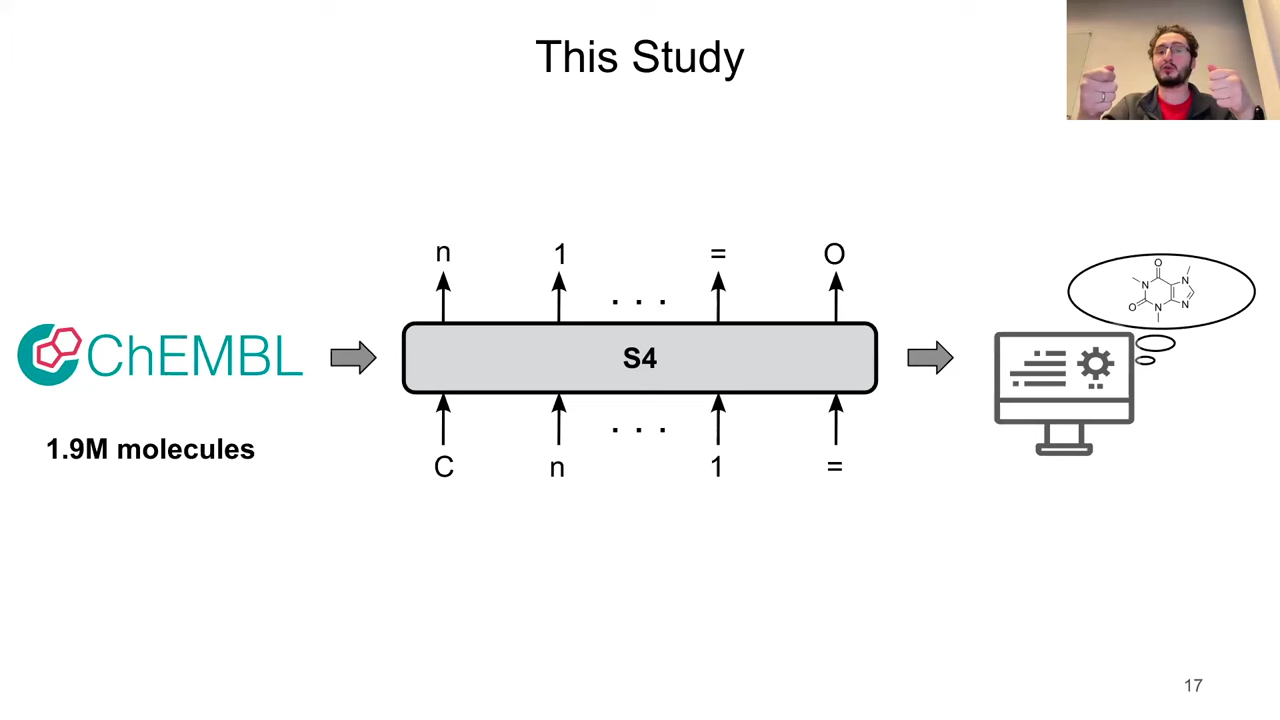 This Study
n 1 = O
. . .
S4
. . .
C n 1 =
ChEMBL
1.9M molecules
O
N
N
O
N
N
17